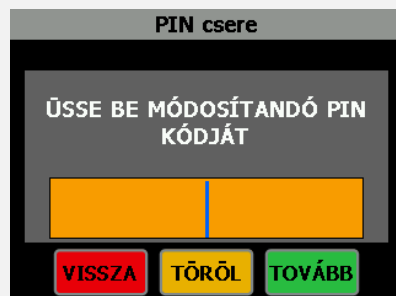 PIN csere
ÜSSE BE MÓDOSÍTANDÓ PIN
KÓDJÁT
VISSZA
TÖRÖL
TOVÁBB